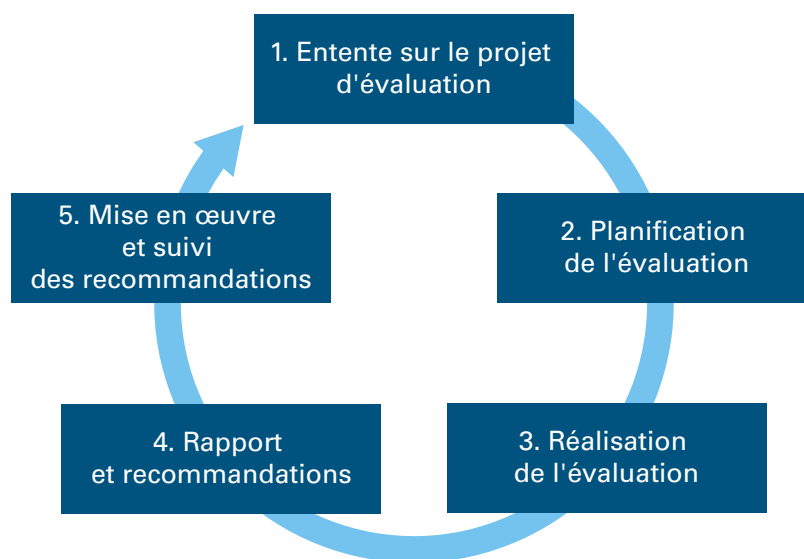 1. Entente sur le projet
d'évaluation
2. Planification
de l'évaluation
3. Réalisation
de l'évaluation
4. Rapport
et recommandations
5. Mise en œuvre
et suivi
des recommandations